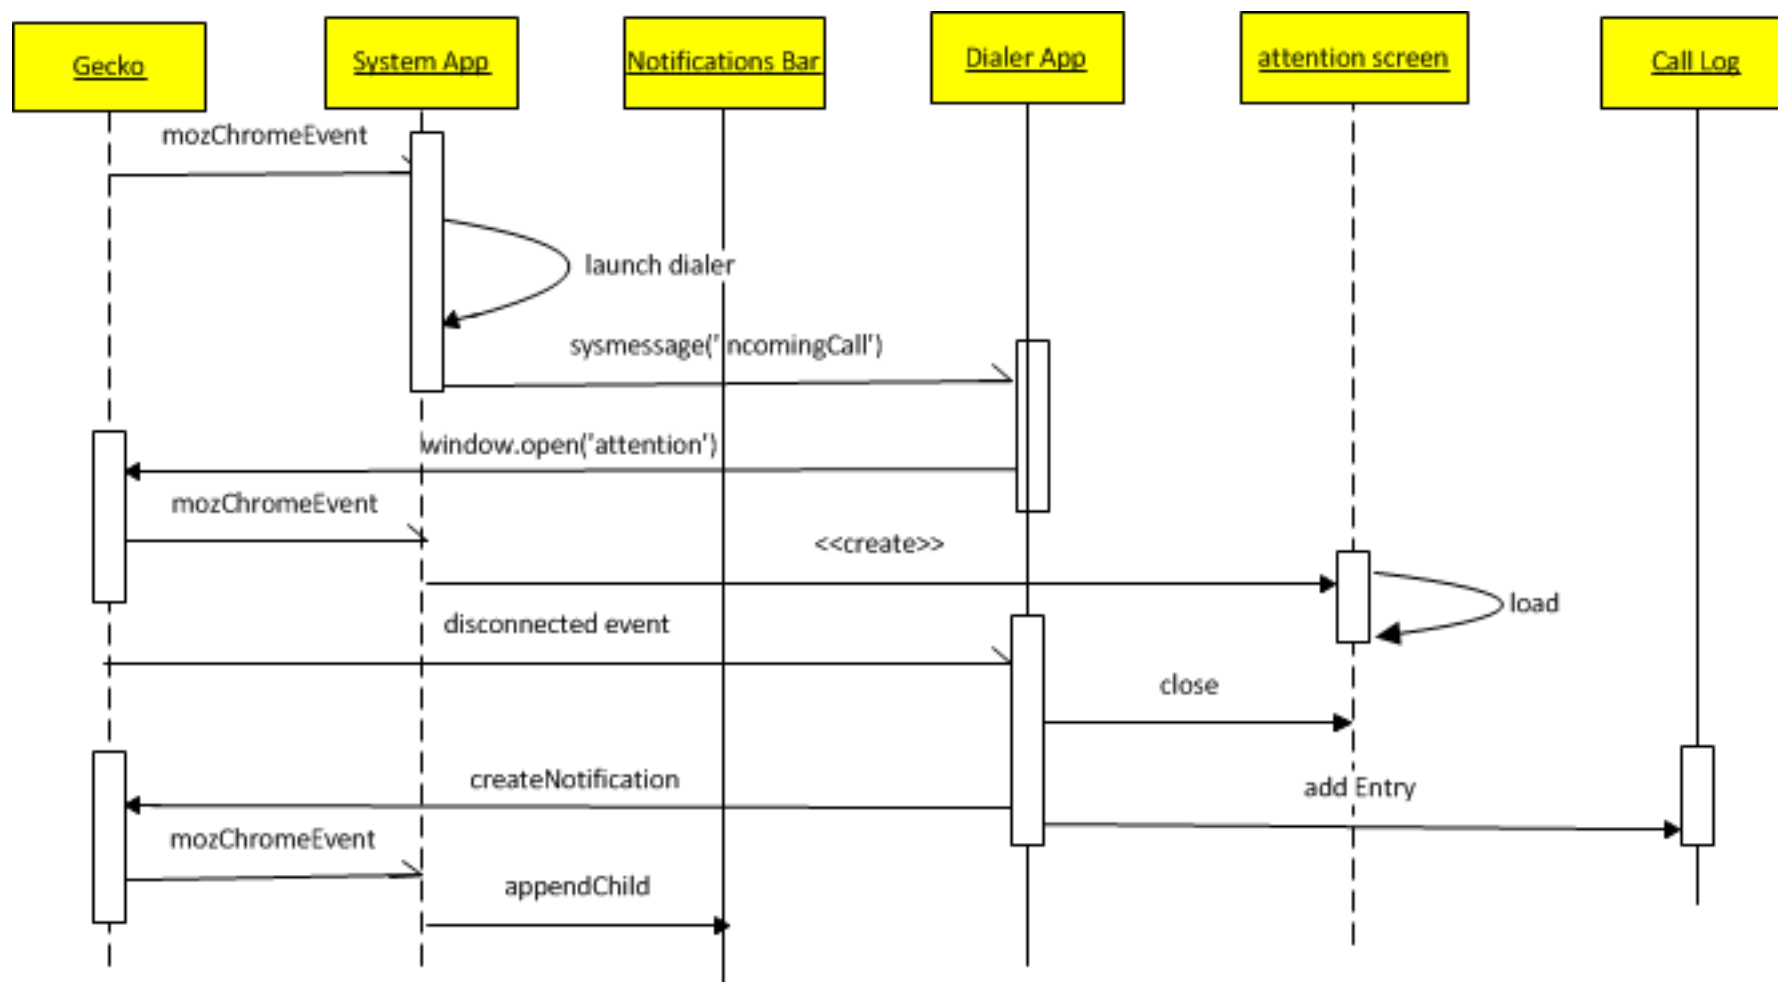 Gecko
System App
Notifications Bar
Dialer App
attention screen
Call Log
mozChromeEvent
launch dialer
sysmessage(' ncomingCall')
window.open('attention')
mozChromeEvent
<<create>>
load
disconnected event
close
createNotification
add Entry
mozChromeEvent
appendChild